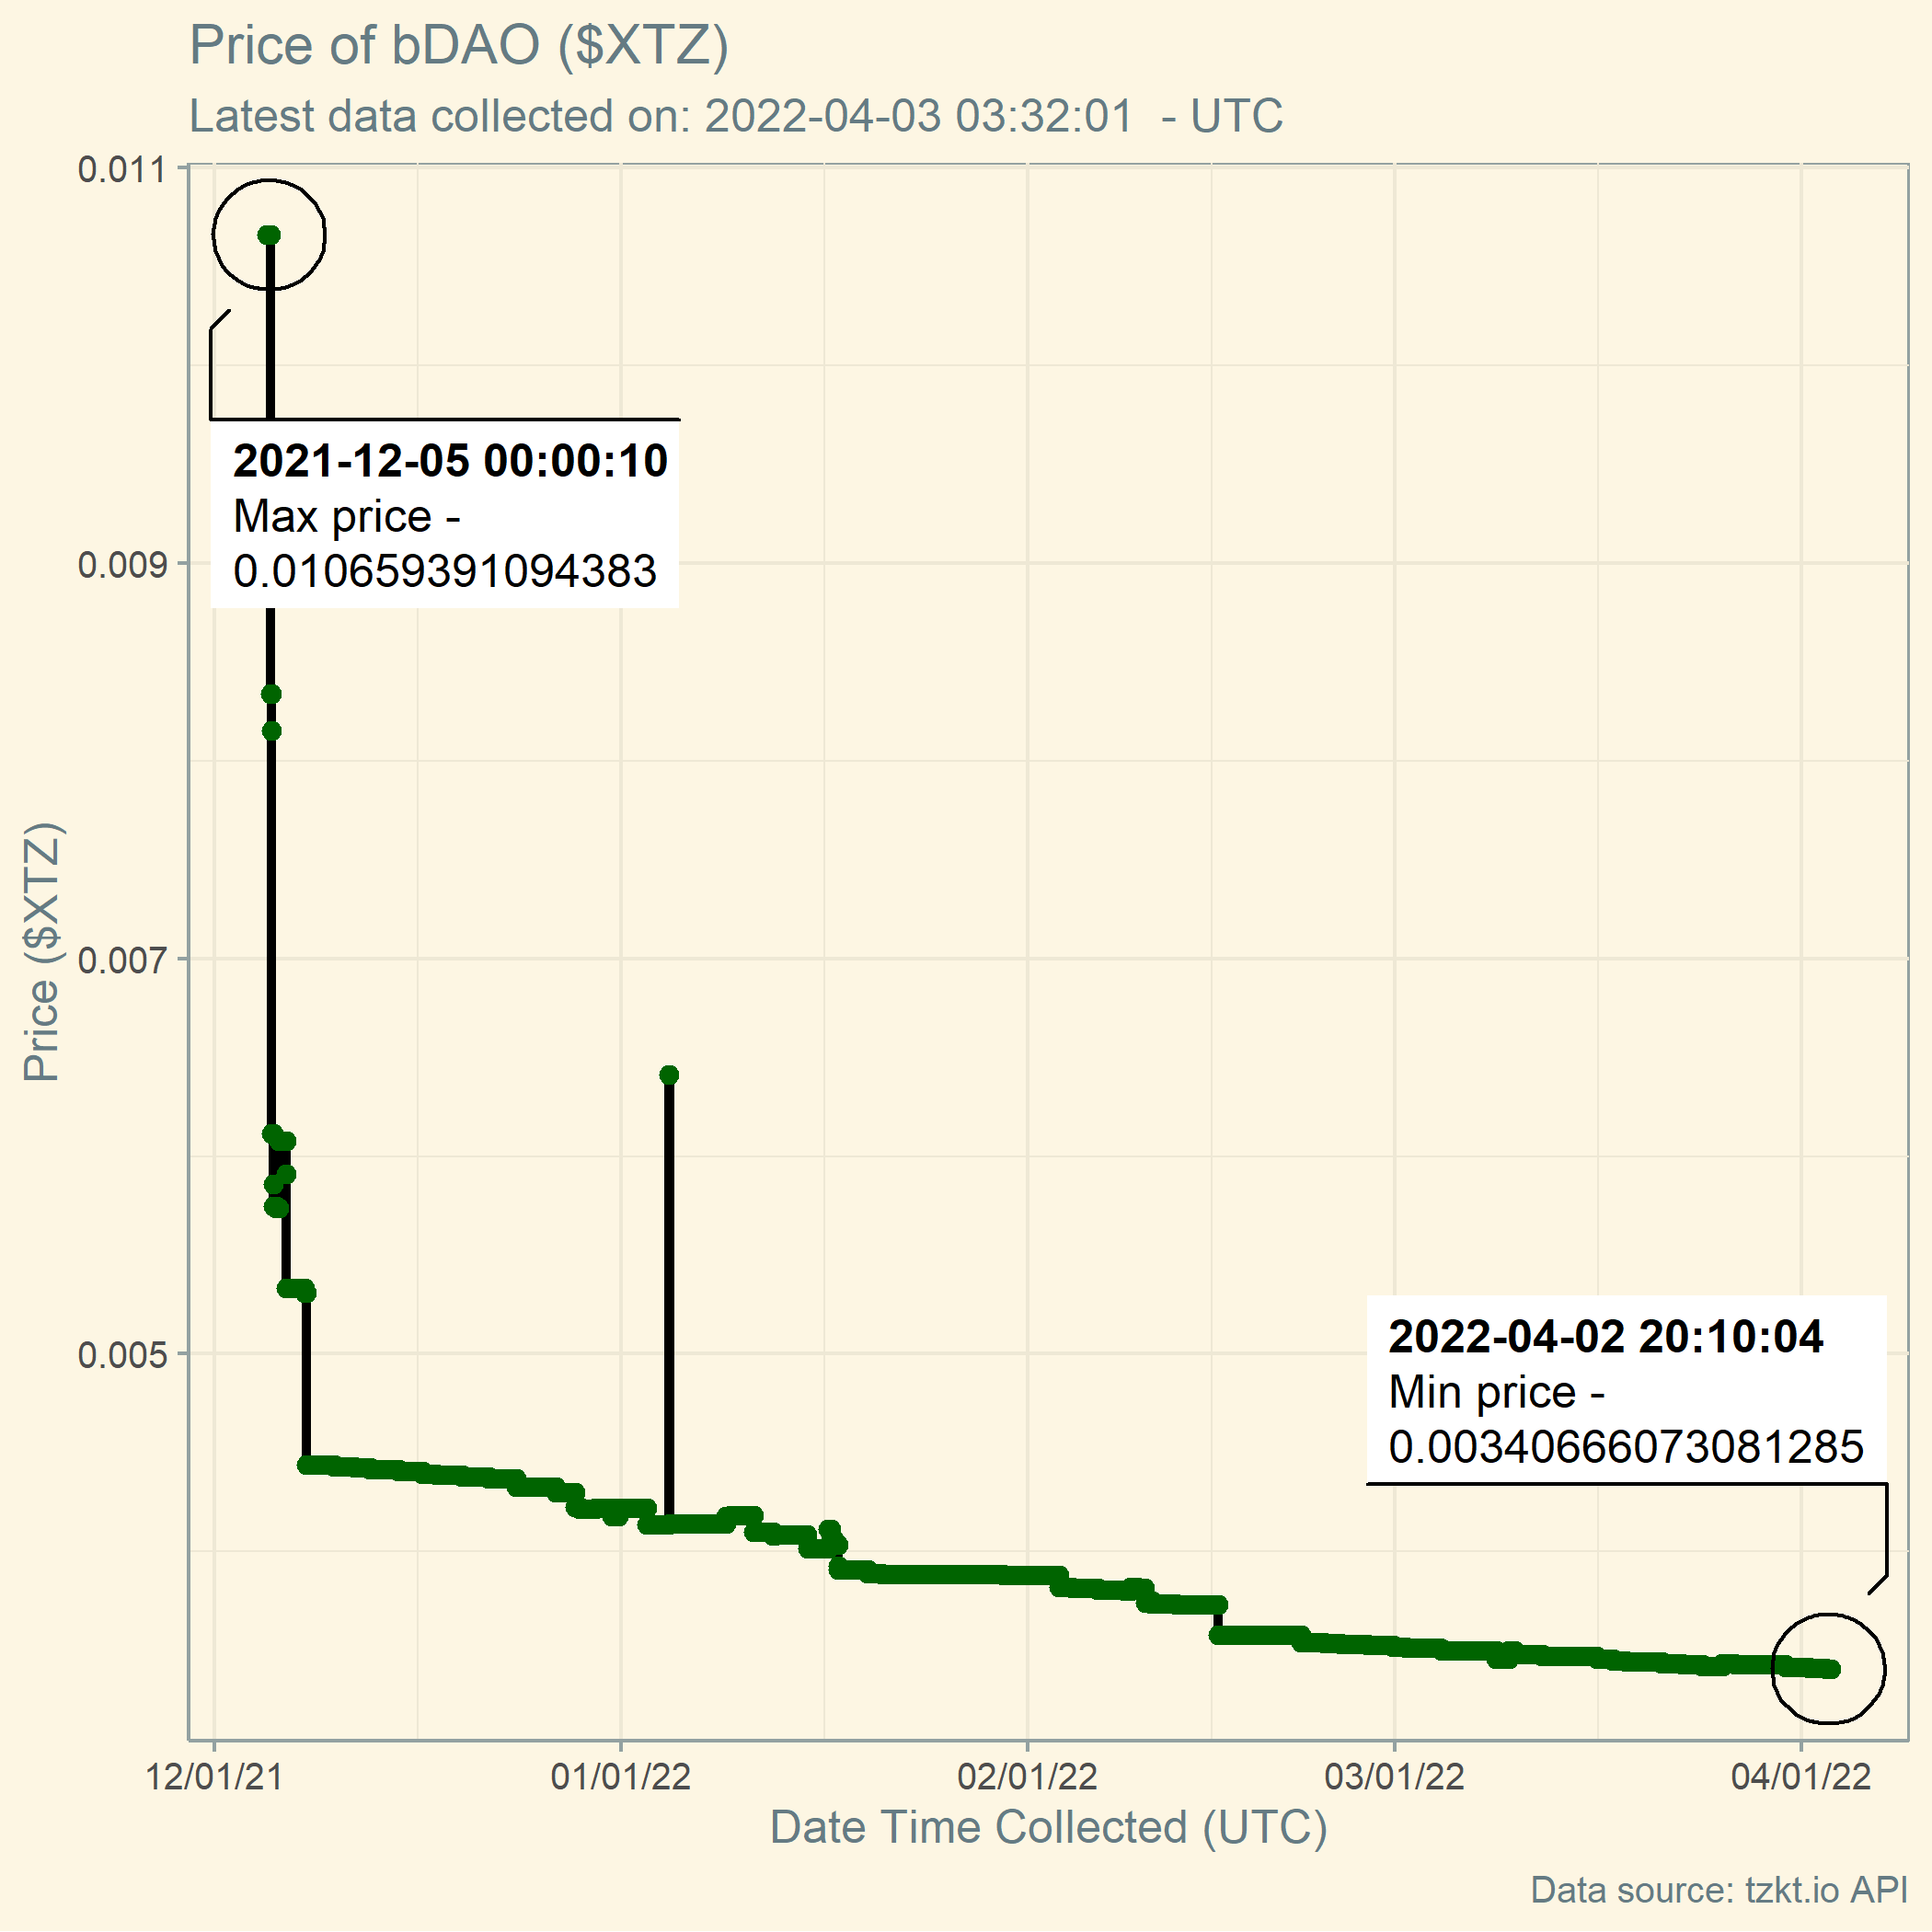 Price of bDAO ($XTZ)
Latest data collected on: 2022-04-03 03:32:01  - UTC
0.011
0.009
0.007
0.005
Price ($XTZ)
2021-12-05 00:00:10
Max price -
0.010659391094383
2022-04-02 20:10:04
Min price -
0.00340666073081285
12/01/21
01/01/22
02/01/22
03/01/22
04/01/22
Date Time Collected (UTC)
Data source: tzkt.io API